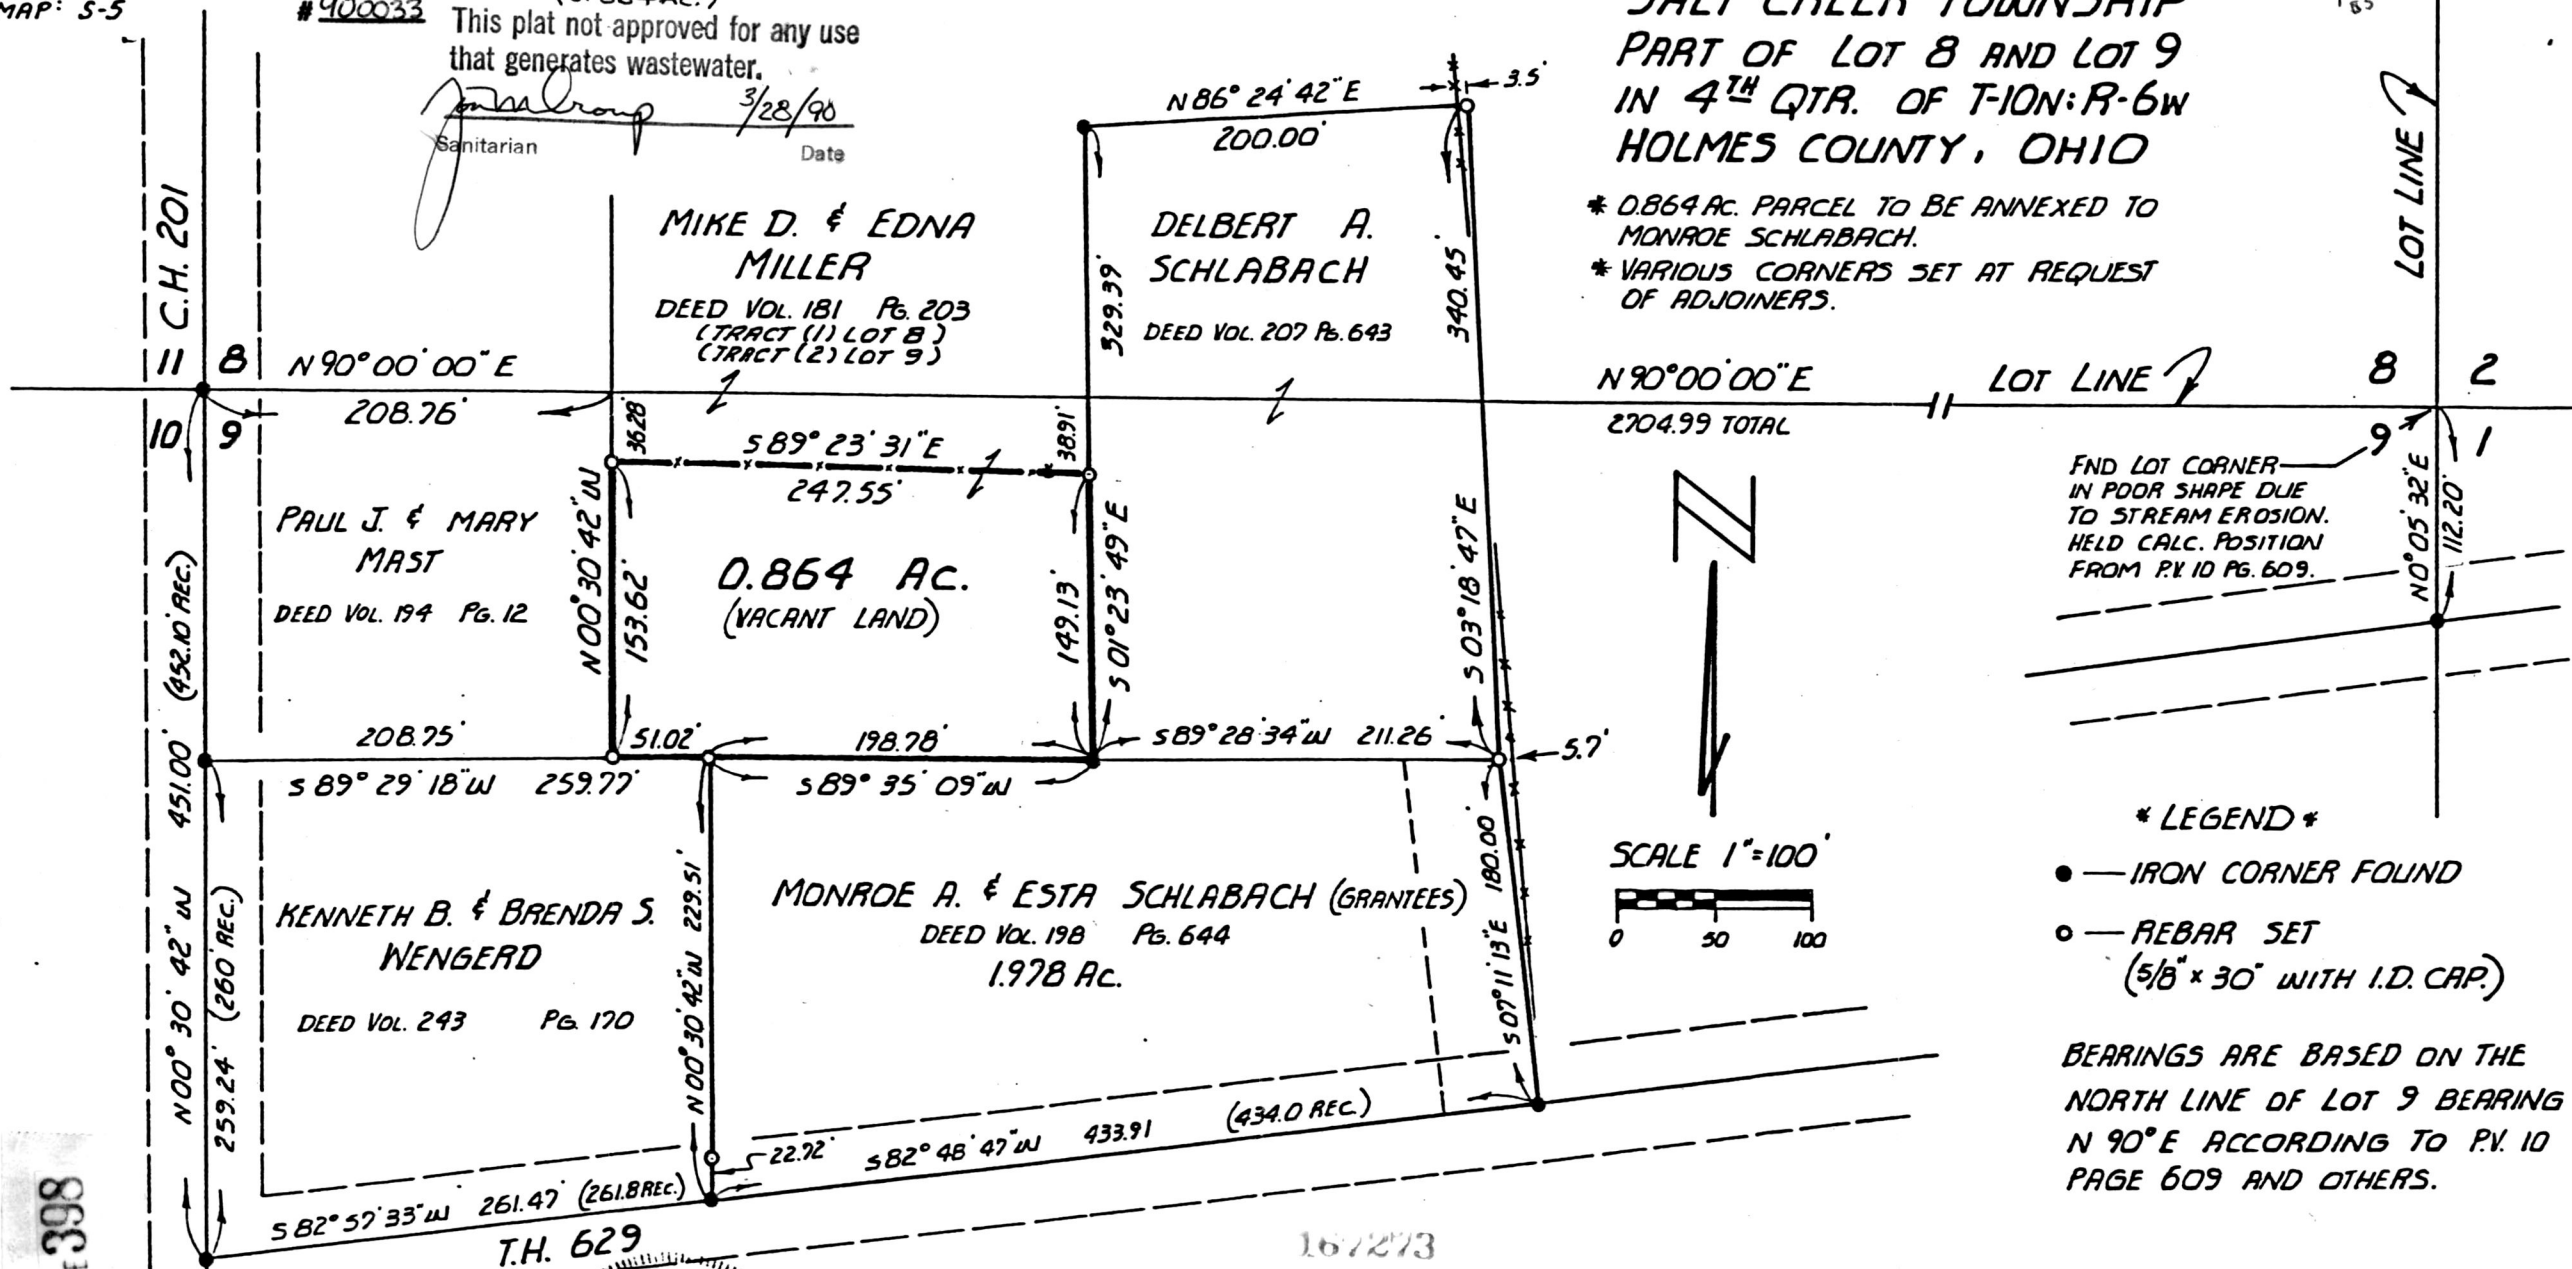 MAP: S-5
#900033
This plat not approved for any use
that generates wastewater.
3/28/90
Sanitarian
Date
SALT CREEK TOWNSHIP
PART OF LOT 8 AND LOT 9
IN 4TH QTR. OF T-10N: R-6W
HOLMES COUNTY, OHIO
* 0.864 AC. PARCEL TO BE ANNEXED TO
MONROE SCHLABACH.
* VARIOUS CORNERS SET AT REQUEST
OF ADJOINERS.
N 86° 24' 42" E
200.00'
3.5'
C.H. 201
MIKE D. & EDNA
MILLER
DEED VOL. 181 PG. 203
(TRACT (1) LOT 8)
(TRACT (2) LOT 9)
DELBERT A.
SCHLABACH
DEED VOL. 207 PG. 643
329.39'
340.45'
LOT LINE
11 8
N 90° 00' 00" E
208.76'
10 9
N 90° 00' 00" E
2704.99 TOTAL
LOT LINE
8 2
9 1
36.28'
38.91'
S 89° 23' 31" E
247.55'
PAUL J. & MARY
MAST
DEED VOL. 194 PG. 12
N 00° 30' 42" W
153.62'
0.864 AC.
(VACANT LAND)
149.13'
S 01° 23' 49" E
S 03° 18' 47" E
FND LOT CORNER
IN POOR SHAPE DUE
TO STREAM EROSION.
HELD CALC. POSITION
FROM P.V. 10 PG. 609.
N 0° 05' 32" E
112.20'
208.75'
51.02'
198.78'
S 89° 28' 34" W 211.26'
5.7'
S 89° 29' 18" W 259.77'
S 89° 35' 09" W
N 00° 30' 42" W 451.00' (452.10' REC.)
259.24' (260' REC.)
KENNETH B. & BRENDA S.
WENGERD
DEED VOL. 243 PG. 170
N 00° 30' 42" W 229.51'
MONROE A. & ESTA SCHLABACH (GRANTEES)
DEED VOL. 198 PG. 644
1.978 AC.
S 07° 11' 13" E 180.00'
SCALE 1"=100'
0 50 100
* LEGEND *
IRON CORNER FOUND
REBAR SET
(5/8" x 30" WITH I.D. CAP.)
BEARINGS ARE BASED ON THE
NORTH LINE OF LOT 9 BEARING
N 90° E ACCORDING TO P.V. 10
PAGE 609 AND OTHERS.
22.72'
S 82° 48' 47" W 433.91 (434.0 REC.)
S 82° 57' 33" W 261.47' (261.8 REC.)
T.H. 629
398
167273